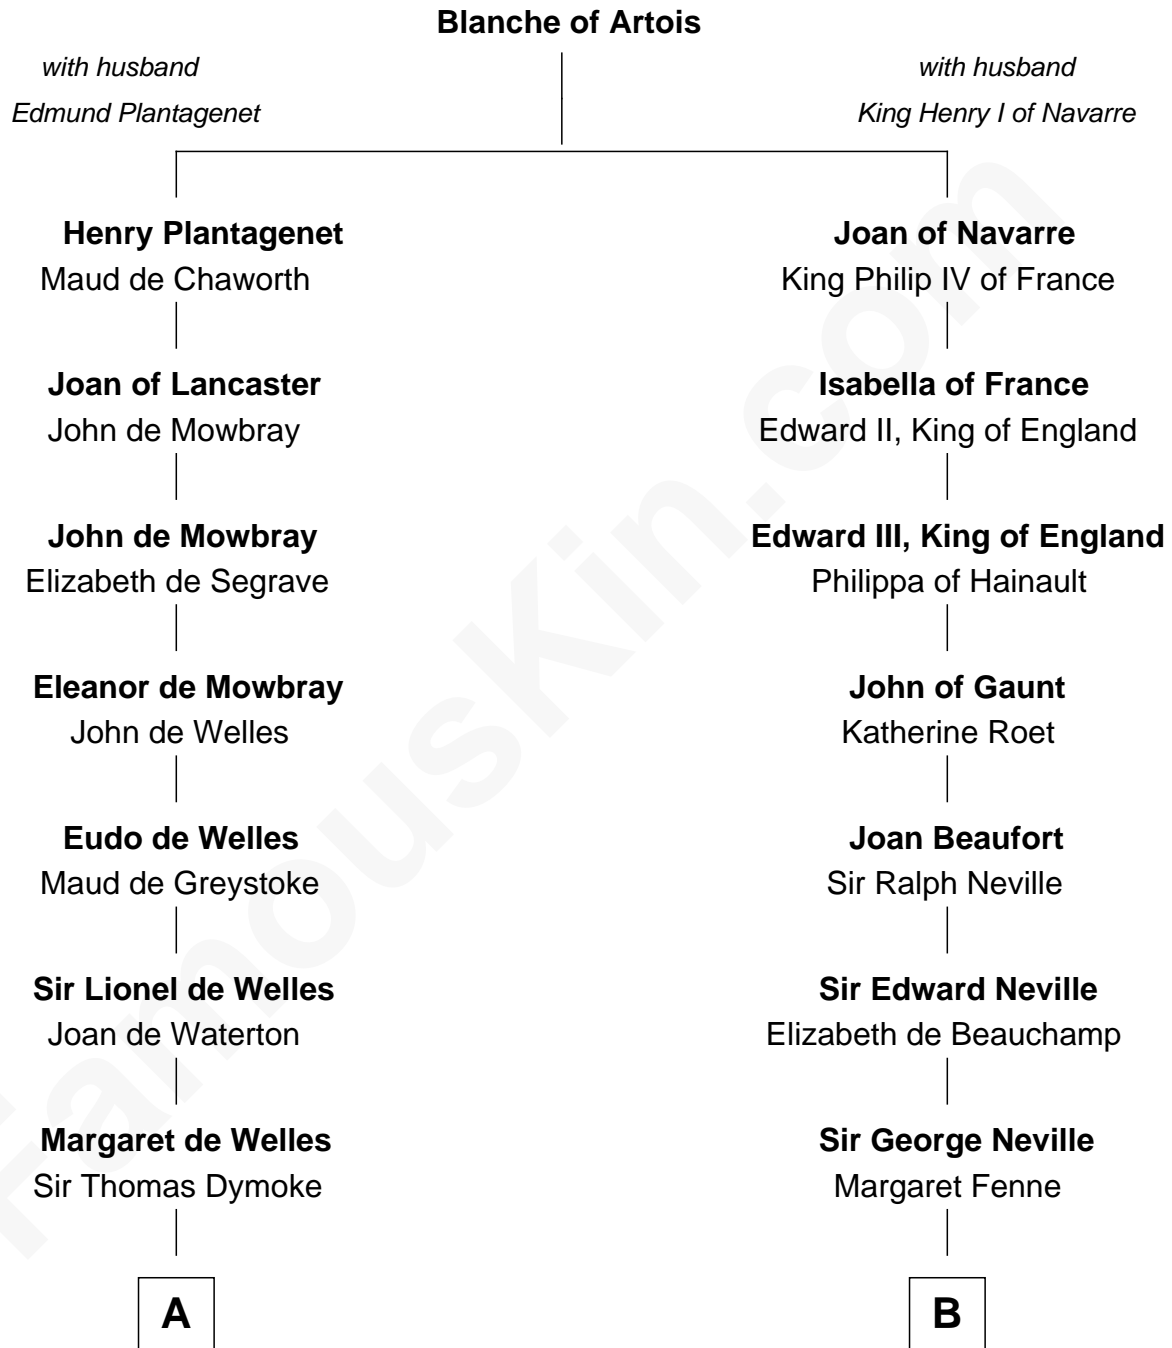 Blanche of Artois
with husband
Edmund Plantagenet
with husband
King Henry I of Navarre
Henry Plantagenet
Maud de Chaworth
Joan of Navarre
King Philip IV of France
Joan of Lancaster
John de Mowbray
Isabella of France
Edward II, King of England
John de Mowbray
Elizabeth de Segrave
Edward III, King of England
Philippa of Hainault
Eleanor de Mowbray
John de Welles
John of Gaunt
Katherine Roet
Eudo de Welles
Maud de Greystoke
Joan Beaufort
Sir Ralph Neville
Sir Lionel de Welles
Joan de Waterton
Sir Edward Neville
Elizabeth de Beauchamp
Margaret de Welles
Sir Thomas Dymoke
Sir George Neville
Margaret Fenne
A
B
FamousKin.com